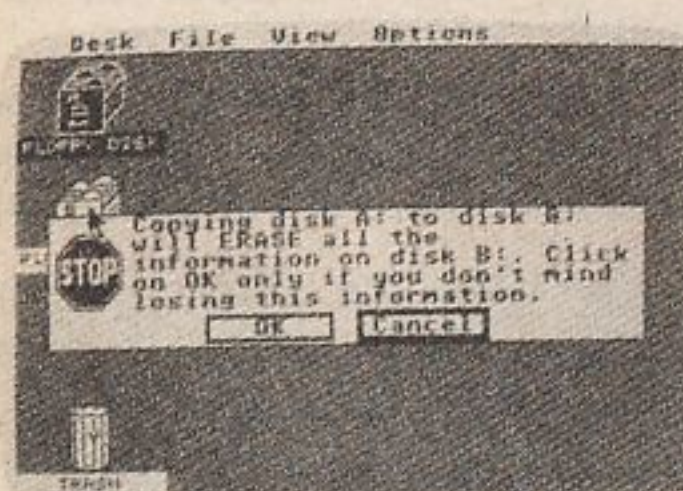 Desk File View Options
FLOPPY DISK
Copying disk A: to disk B:
will ERASE all the
information on disk B:. Click
on OK only if you don't mind
losing this information.
STOP
OK Cancel
TRASH